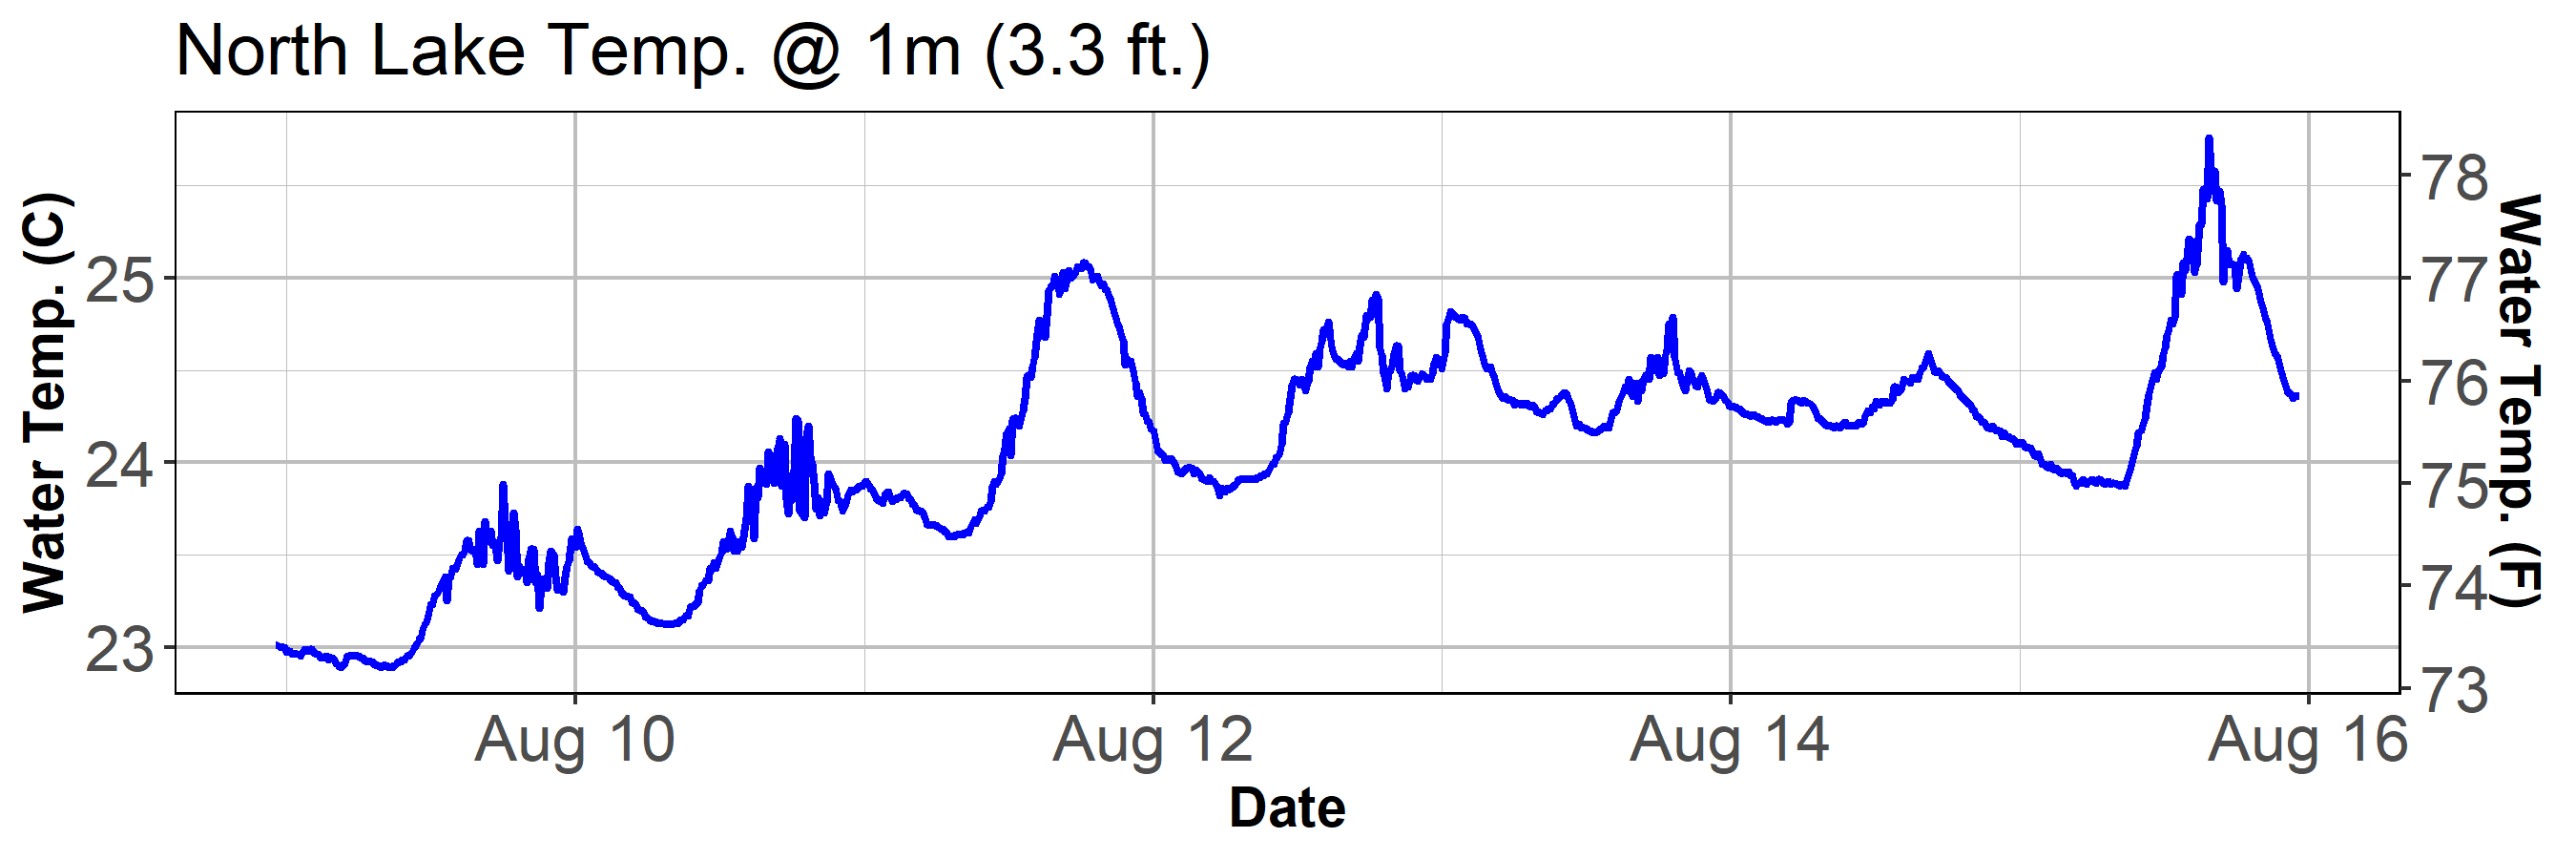 North Lake Temp. @ 1m (3.3 ft.)
Water Temp. (C)
25
24
23
78
77
76
75
74
73
Water Temp. (F)
Aug 10 Aug 12 Aug 14 Aug 16
Date